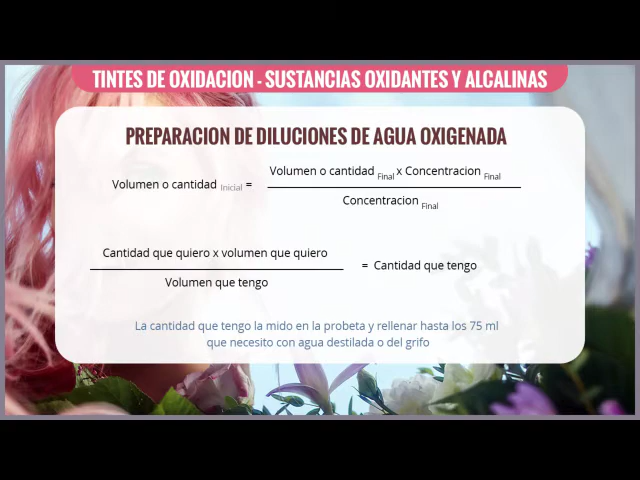 TINTES DE OXIDACION - SUSTANCIAS OXIDANTES Y ALCALINAS
PREPARACION DE DILUCIONES DE AGUA OXIGENADA
Volumen o cantidad Final x Concentracion Final
Volumen o cantidad Inicial =
Concentracion Final
Cantidad que quiero x volumen que quiero
= Cantidad que tengo
Volumen que tengo
La cantidad que tengo la mido en la probeta y rellenar hasta los 75 ml
que necesito con agua destilada o del grifo